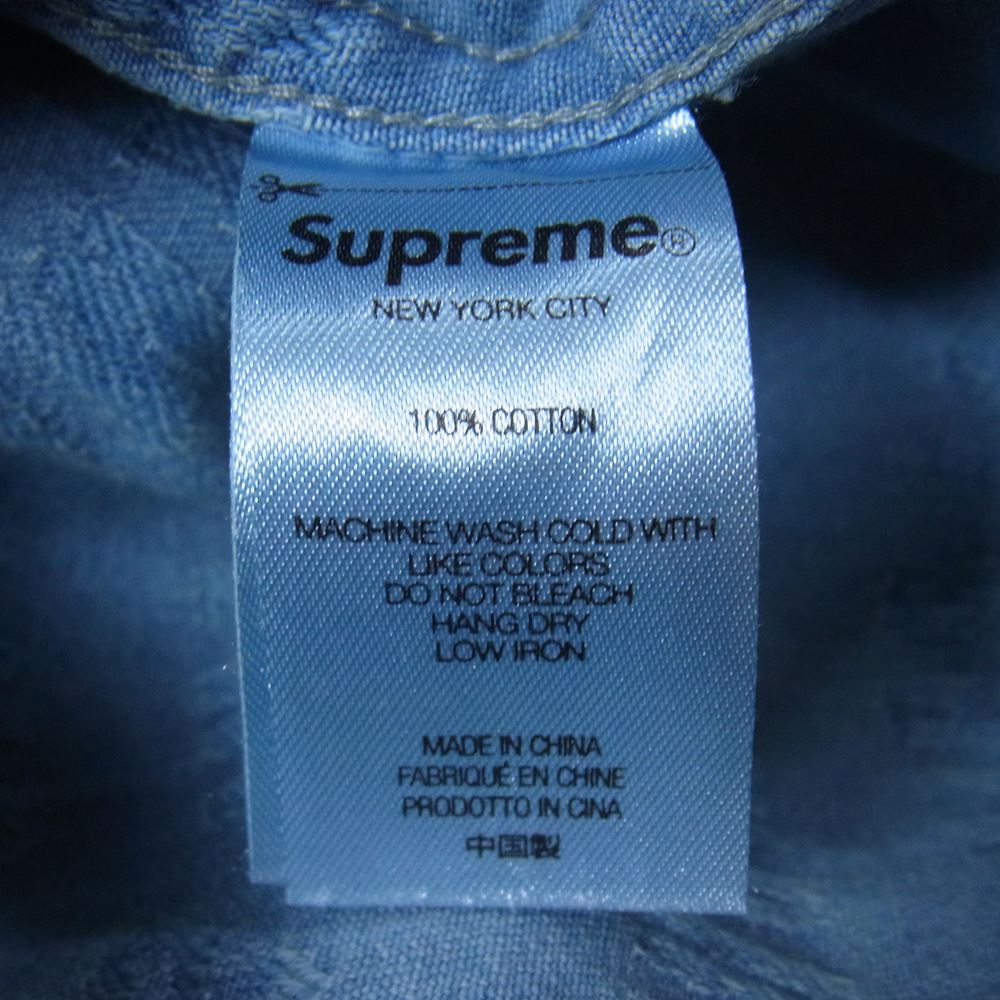 Supreme®
NEW YORK CITY
100% COTTON
MACHINE WASH COLD WITH
LIKE COLORS
DO NOT BLEACH
HANG DRY
LOW IRON
MADE IN CHINA
FABRIQUÉ EN CHINE
PRODOTTO IN CINA
中国製